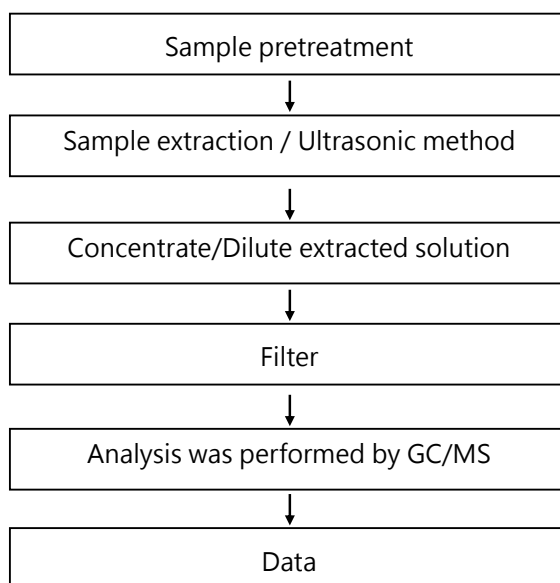 Sample pretreatment
Sample extraction / Ultrasonic method
Concentrate/Dilute extracted solution
Filter
Analysis was performed by GC/MS
Data